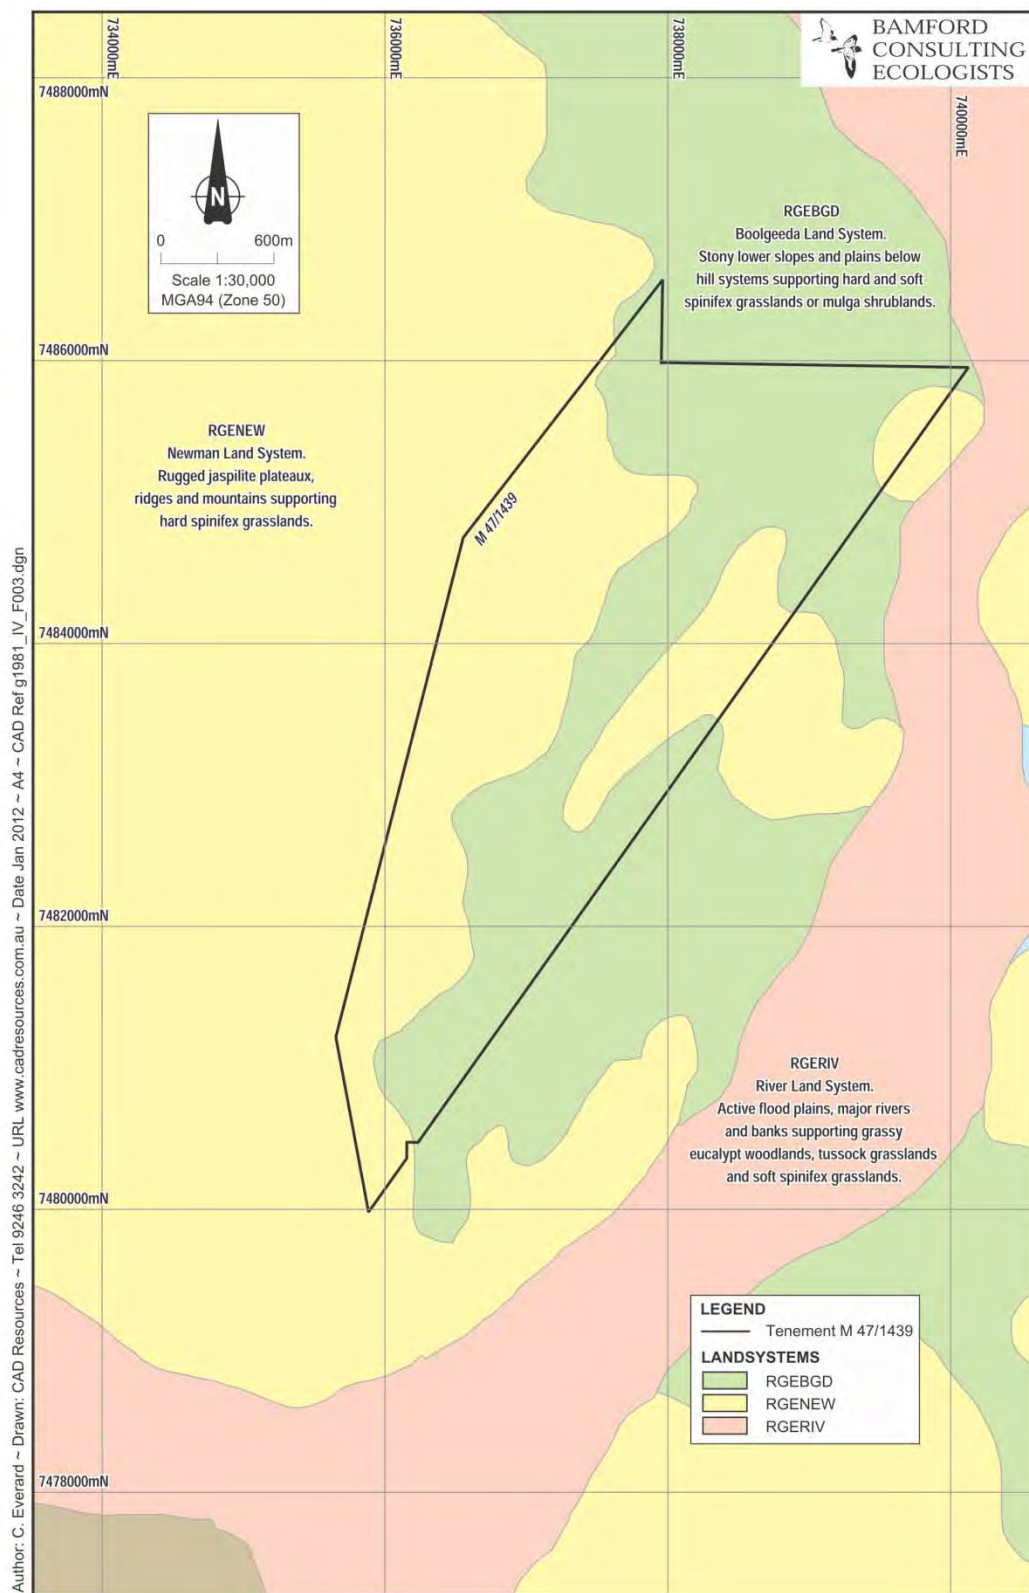 734000mE
736000mE
738000mE
740000mE
BAMFORD
CONSULTING
ECOLOGISTS
7488000mN
N
0 600m
Scale 1:30,000
MGA94 (Zone 50)
RGEBGD
Boolgeeda Land System.
Stony lower slopes and plains below
hill systems supporting hard and soft
spinifex grasslands or mulga shrublands.
7486000mN
RGENEW
Newman Land System.
Rugged jaspilite plateaux,
ridges and mountains supporting
hard spinifex grasslands.
M 47/1439
7484000mN
7482000mN
RGERIV
River Land System.
Active flood plains, major rivers
and banks supporting grassy
eucalypt woodlands, tussock grasslands
and soft spinifex grasslands.
7480000mN
LEGEND
Tenement M 47/1439
LANDSYSTEMS
RGEBGD
RGENEW
RGERIV
7478000mN
Author: C. Everard ~ Drawn: CAD Resources ~ Tel 9246 3242 ~ URL www.cadresources.com.au ~ Date Jan 2012 ~ A4 ~ CAD Ref g1981_IV_F003.dgn